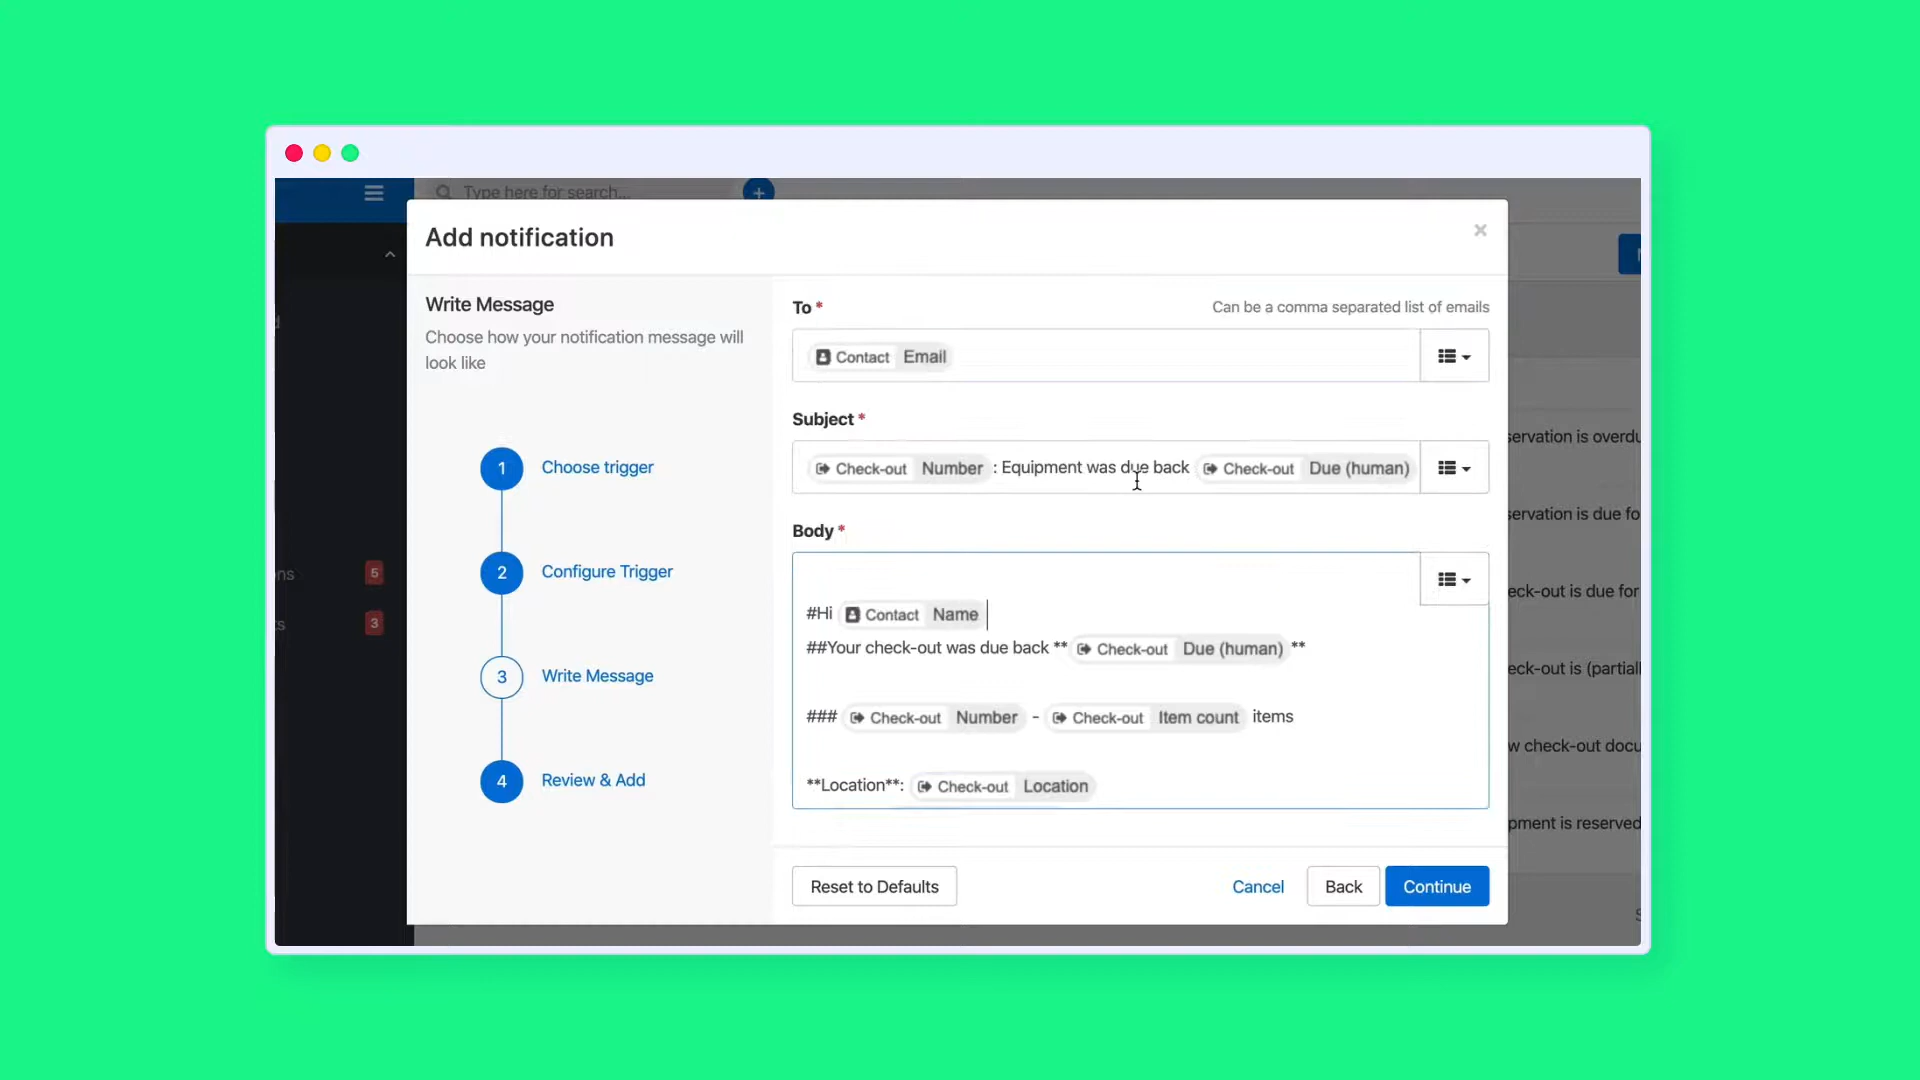 Type here for search...
+
Add notification
×
Write Message
Choose how your notification message will
look like
1 Choose trigger
2 Configure Trigger
3 Write Message
4 Review & Add
To * Can be a comma separated list of emails
Contact Email
Subject *
Check-out Number : Equipment was due back Check-out Due (human)
Body *
#Hi Contact Name
##Your check-out was due back ** Check-out Due (human) **
### Check-out Number - Check-out Item count items
**Location**: Check-out Location
Reset to Defaults Cancel Back Continue
ns 5
s 3
servation is overdu
servation is due fo
eck-out is due for
eck-out is (partiall
w check-out docu
pment is reserved